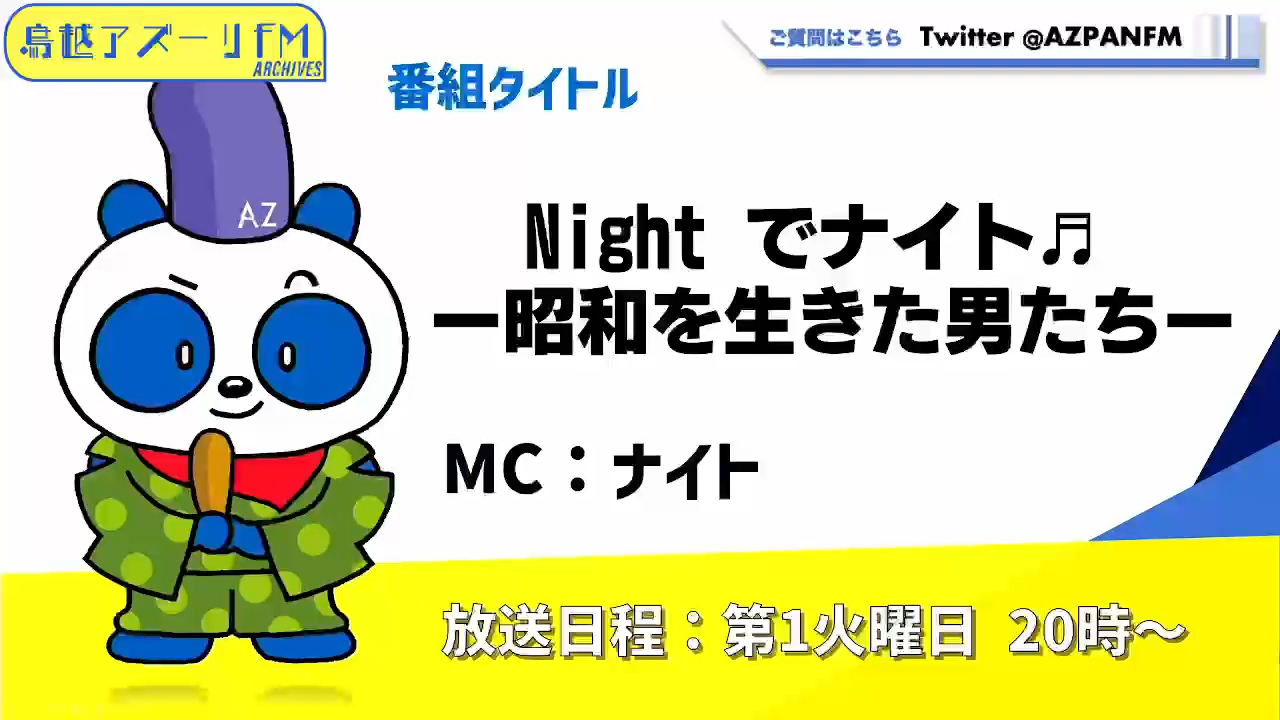 鳥越アズーリFM
ARCHIVES
ご質問はこちら Twitter @AZPANFM
番組タイトル
AZ
Night でナイト♬
ー昭和を生きた男たちー
MC：ナイト
放送日程：第1火曜日 20時～